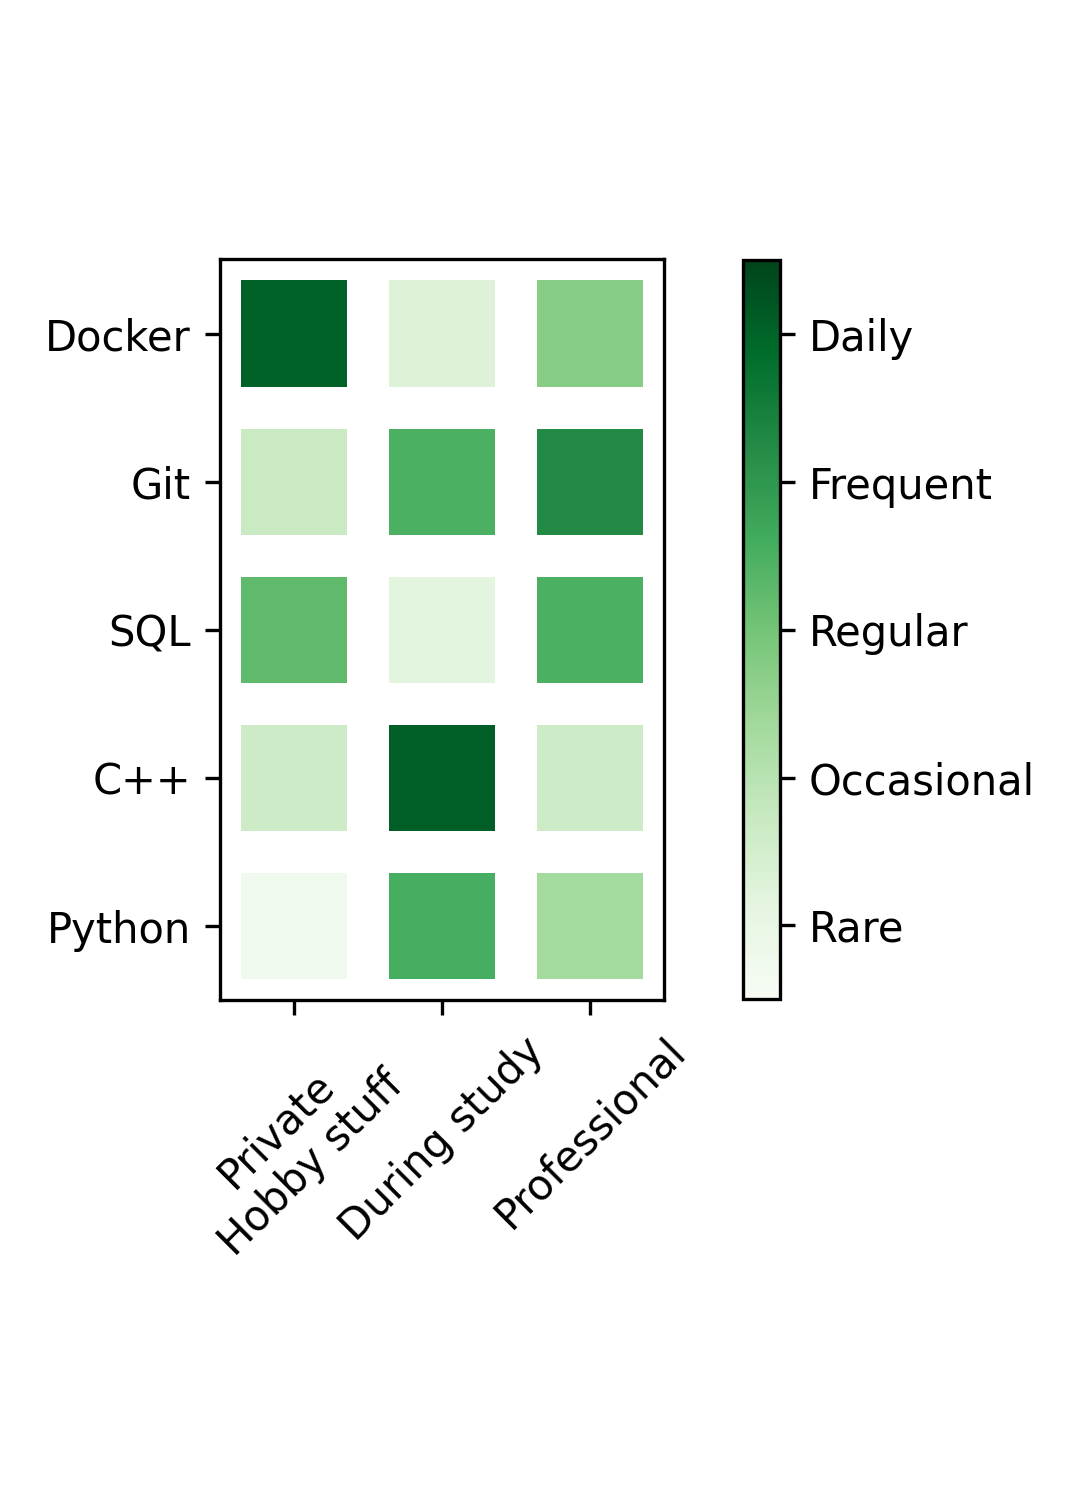 Docker
Git
SQL
C++
Python
Private
Hobby stuff
During study
Professional
Daily
Frequent
Regular
Occasional
Rare